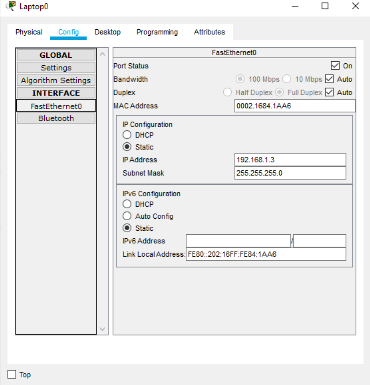 Laptop0
Physical Config Desktop Programming Attributes
GLOBAL
Settings
Algorithm Settings
INTERFACE
FastEthernet0
Bluetooth
FastEthernet0
Port Status On
Bandwidth 100 Mbps 10 Mbps Auto
Duplex Half Duplex Full Duplex Auto
MAC Address 0002.1684.1AA6
IP Configuration
DHCP
Static
IP Address 192.168.1.3
Subnet Mask 255.255.255.0
IPv6 Configuration
DHCP
Auto Config
Static
IPv6 Address /
Link Local Address: FE80::202:16FF:FE84:1AA6
Top